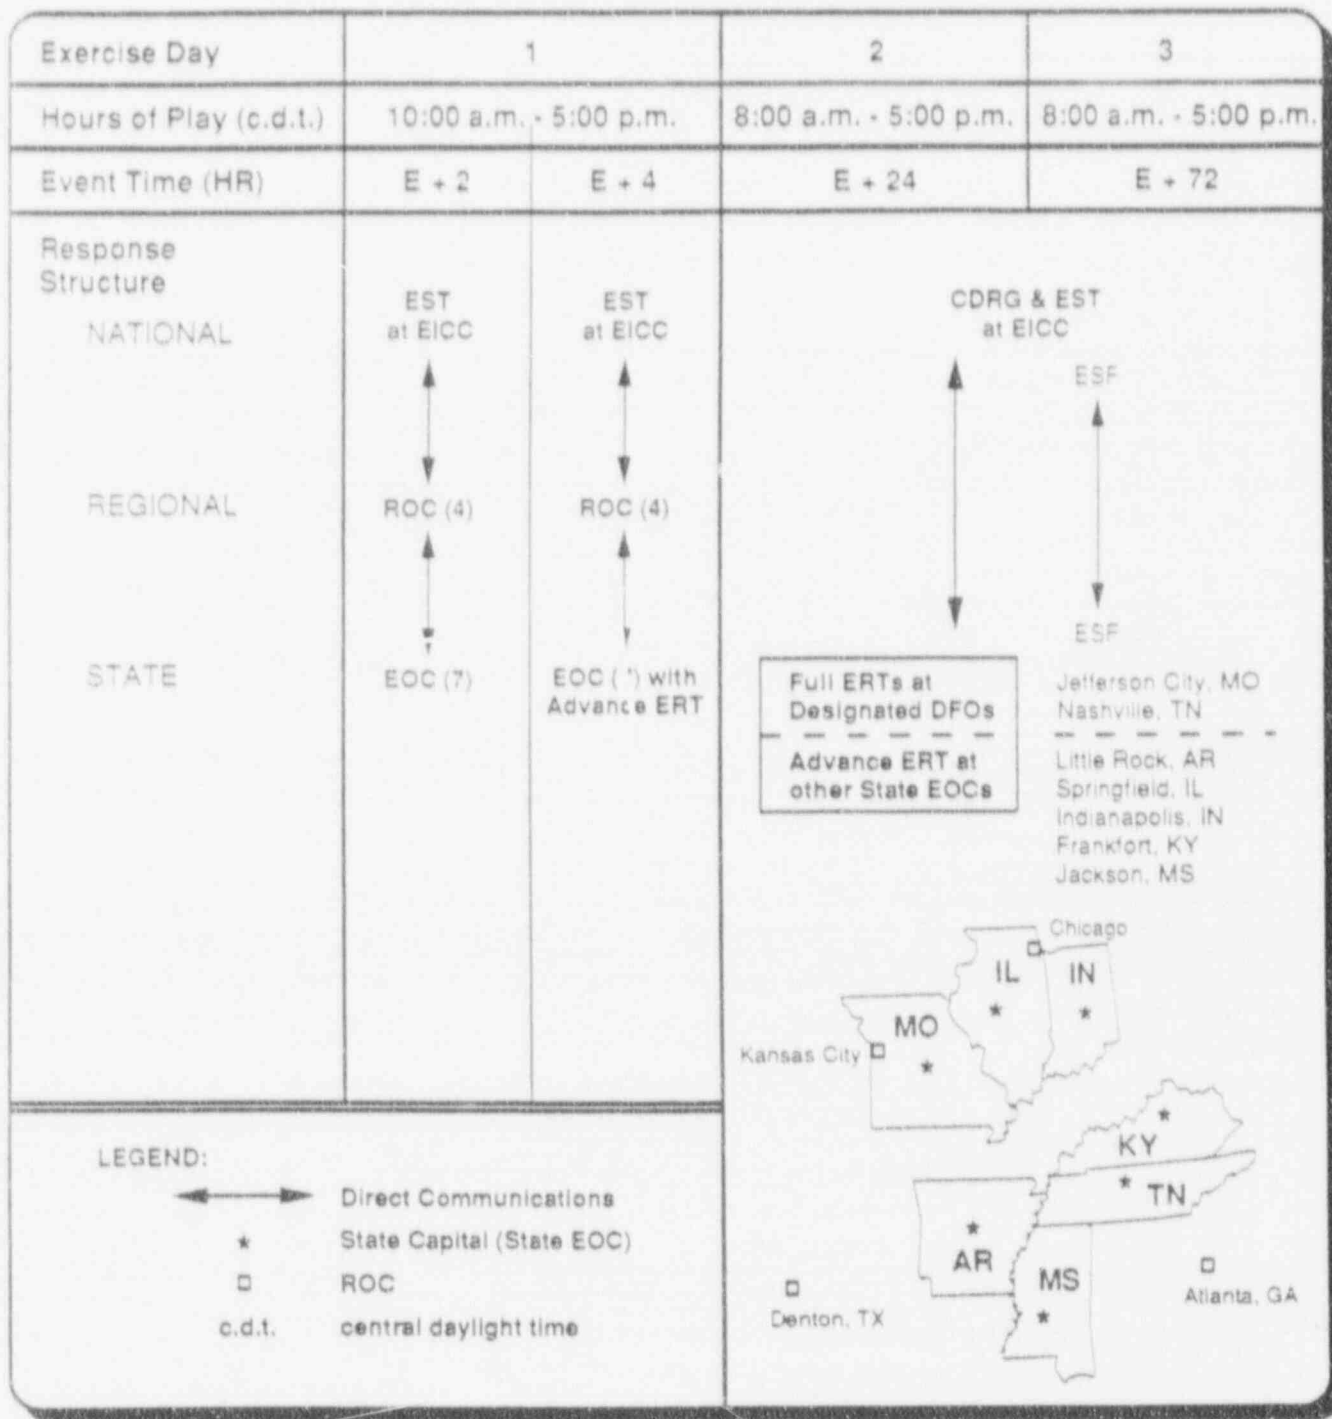 Exercise Day 1 2 3
Hours of Play (c.d.t.) 10:00 a.m. - 5:00 p.m. 8:00 a.m. - 5:00 p.m. 8:00 a.m. - 5:00 p.m.
Event Time (HR) E + 2 E + 4 E + 24 E + 72
Response
Structure
NATIONAL
EST
at EICC
EST
at EICC
CDRG & EST
at EICC
ESF
REGIONAL ROC (4) ROC (4)
ESF
STATE EOC (7)
EOC ( ) with
Advance ERT
Full ERTs at
Designated DFOs
Advance ERT at
other State EOCs
Jefferson City, MO
Nashville, TN
Little Rock, AR
Springfield, IL
Indianapolis, IN
Frankfort, KY
Jackson, MS
Chicago
IL
IN
MO
Kansas City
KY
TN
AR
MS
Denton, TX
Atlanta, GA
LEGEND:
Direct Communications
★ State Capital (State EOC)
□ ROC
c.d.t. central daylight time